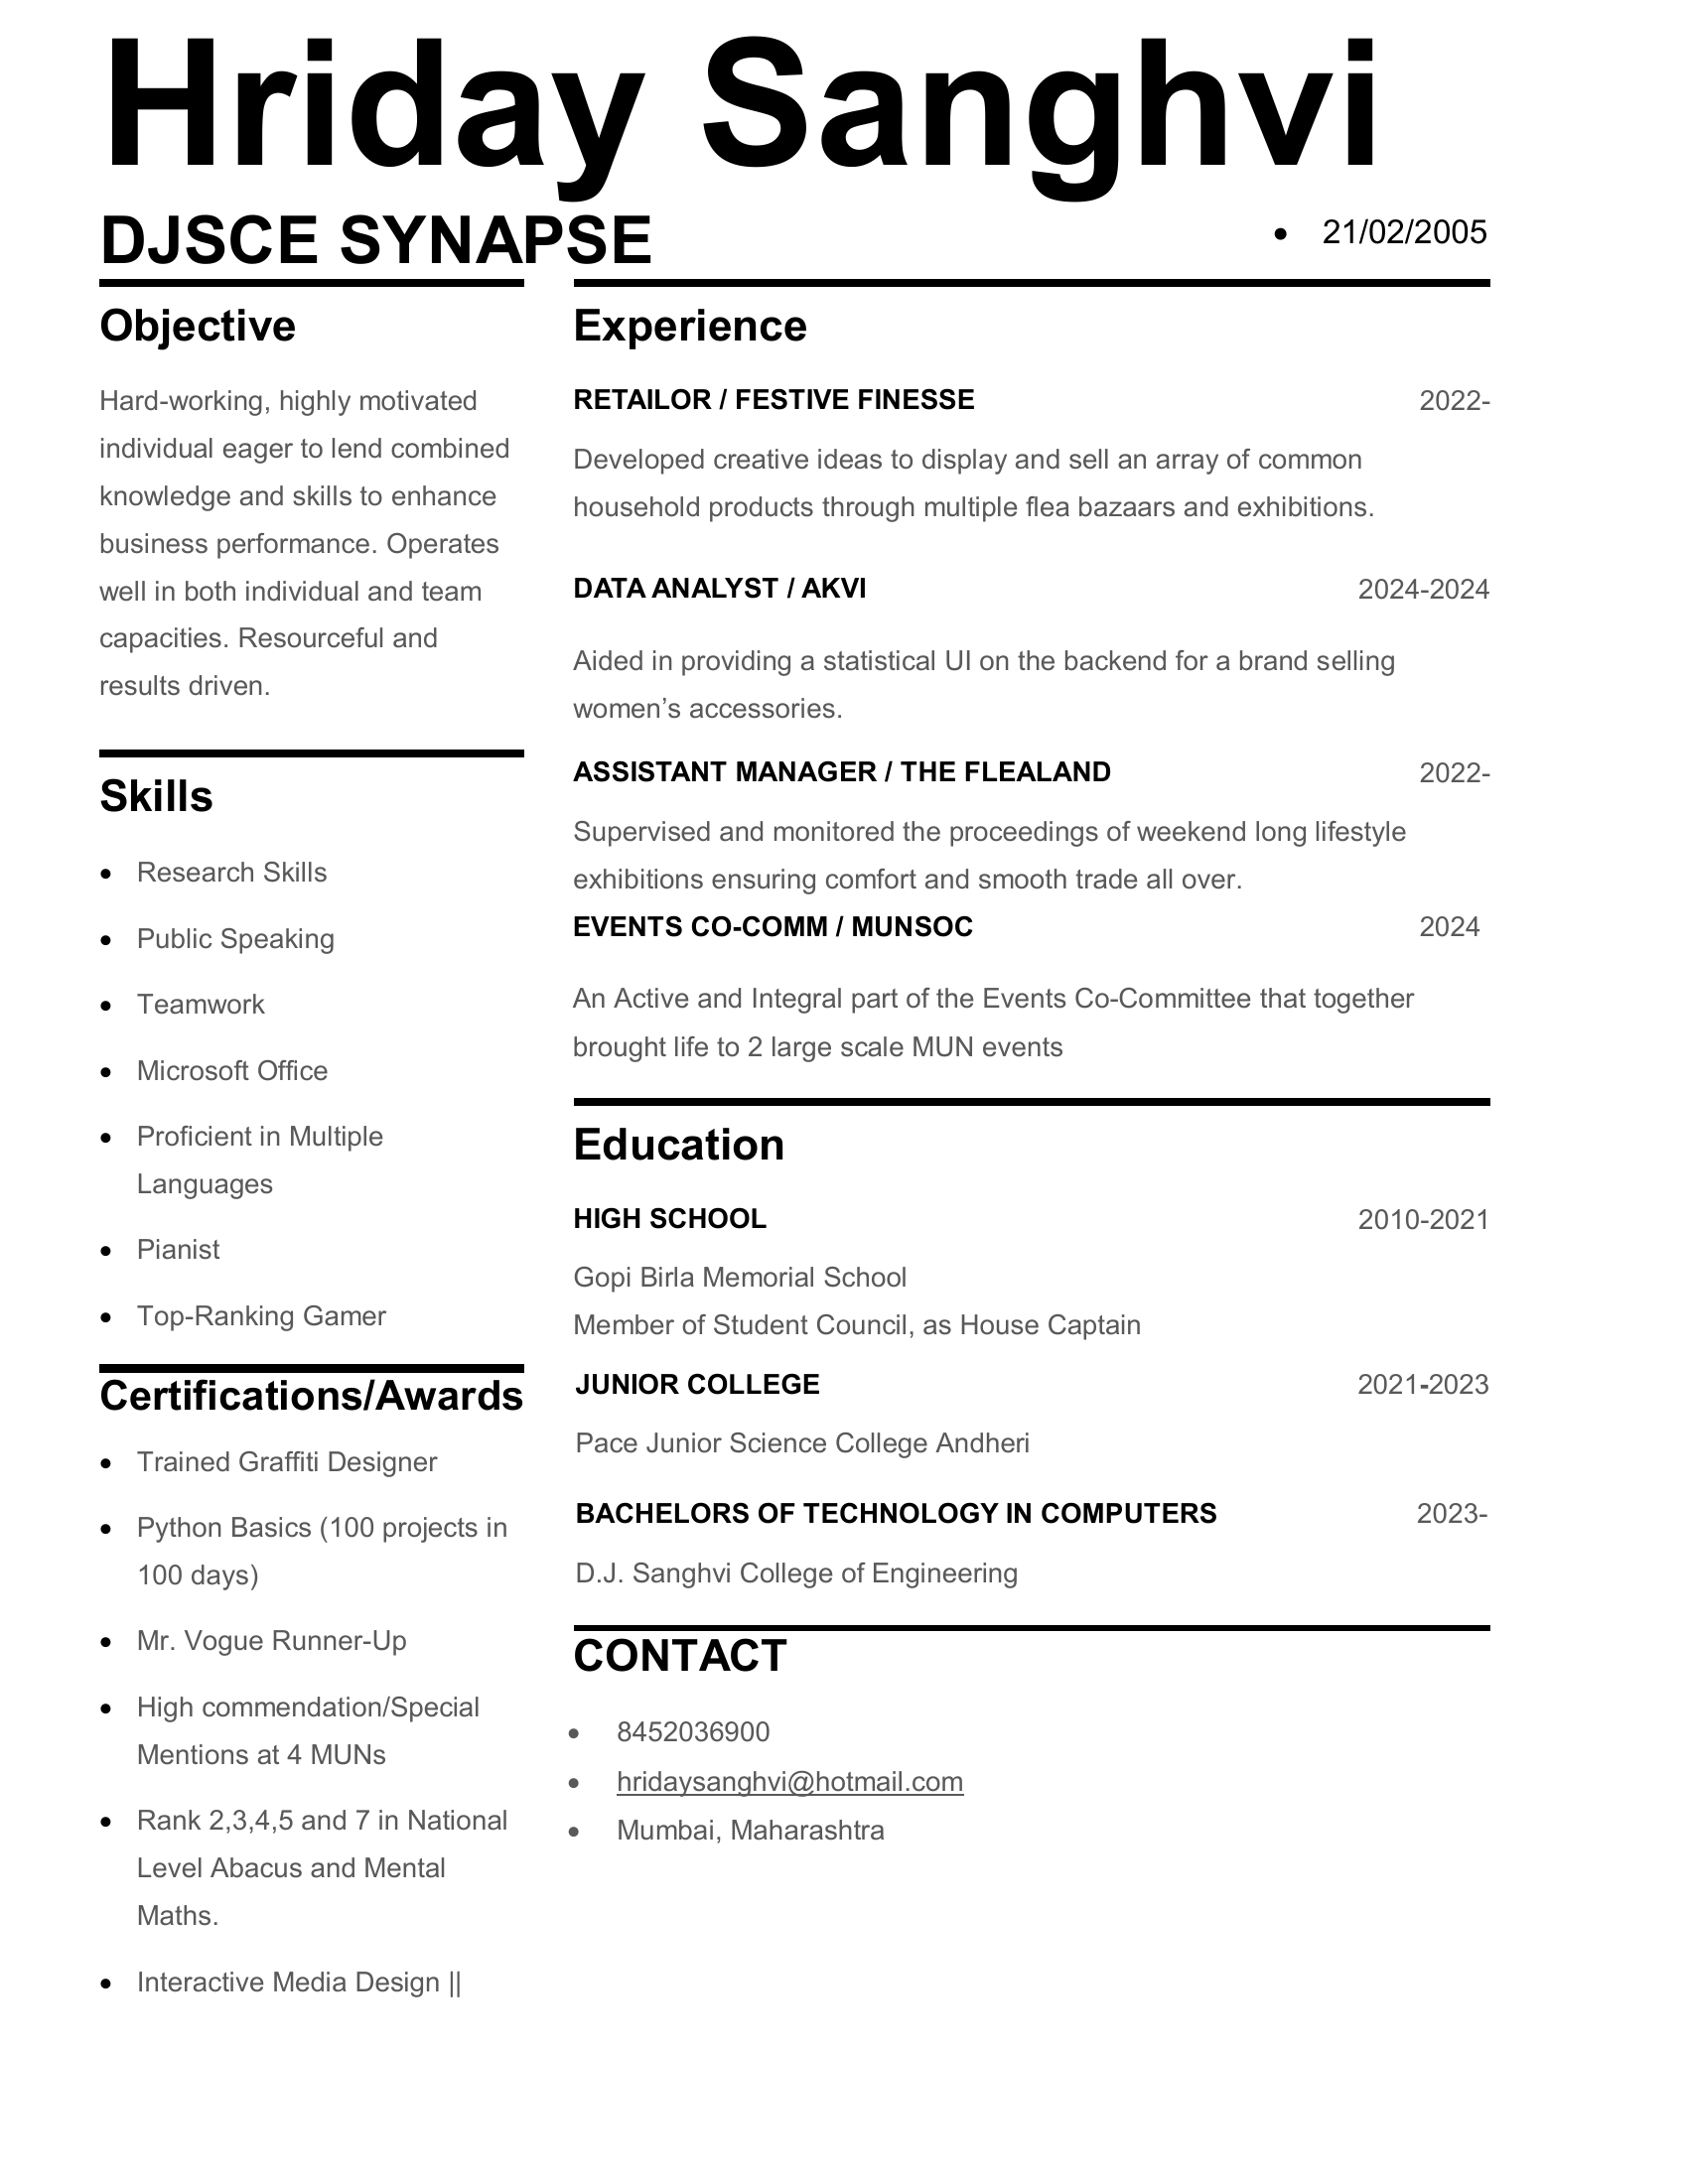 Hriday Sanghvi
DJSCE SYNAPSE
• 21/02/2005
Objective
Hard-working, highly motivated
individual eager to lend combined
knowledge and skills to enhance
business performance. Operates
well in both individual and team
capacities. Resourceful and
results driven.
Skills
• Research Skills
• Public Speaking
• Teamwork
• Microsoft Office
• Proficient in Multiple
Languages
• Pianist
• Top-Ranking Gamer
Certifications/Awards
• Trained Graffiti Designer
• Python Basics (100 projects in
100 days)
• Mr. Vogue Runner-Up
• High commendation/Special
Mentions at 4 MUNs
• Rank 2,3,4,5 and 7 in National
Level Abacus and Mental
Maths.
• Interactive Media Design ||
Experience
RETAILOR / FESTIVE FINESSE 2022-
Developed creative ideas to display and sell an array of common
household products through multiple flea bazaars and exhibitions.
DATA ANALYST / AKVI 2024-2024
Aided in providing a statistical UI on the backend for a brand selling
women’s accessories.
ASSISTANT MANAGER / THE FLEALAND 2022-
Supervised and monitored the proceedings of weekend long lifestyle
exhibitions ensuring comfort and smooth trade all over.
EVENTS CO-COMM / MUNSOC 2024
An Active and Integral part of the Events Co-Committee that together
brought life to 2 large scale MUN events
Education
HIGH SCHOOL 2010-2021
Gopi Birla Memorial School
Member of Student Council, as House Captain
JUNIOR COLLEGE 2021-2023
Pace Junior Science College Andheri
BACHELORS OF TECHNOLOGY IN COMPUTERS 2023-
D.J. Sanghvi College of Engineering
CONTACT
• 8452036900
• hridaysanghvi@hotmail.com
• Mumbai, Maharashtra